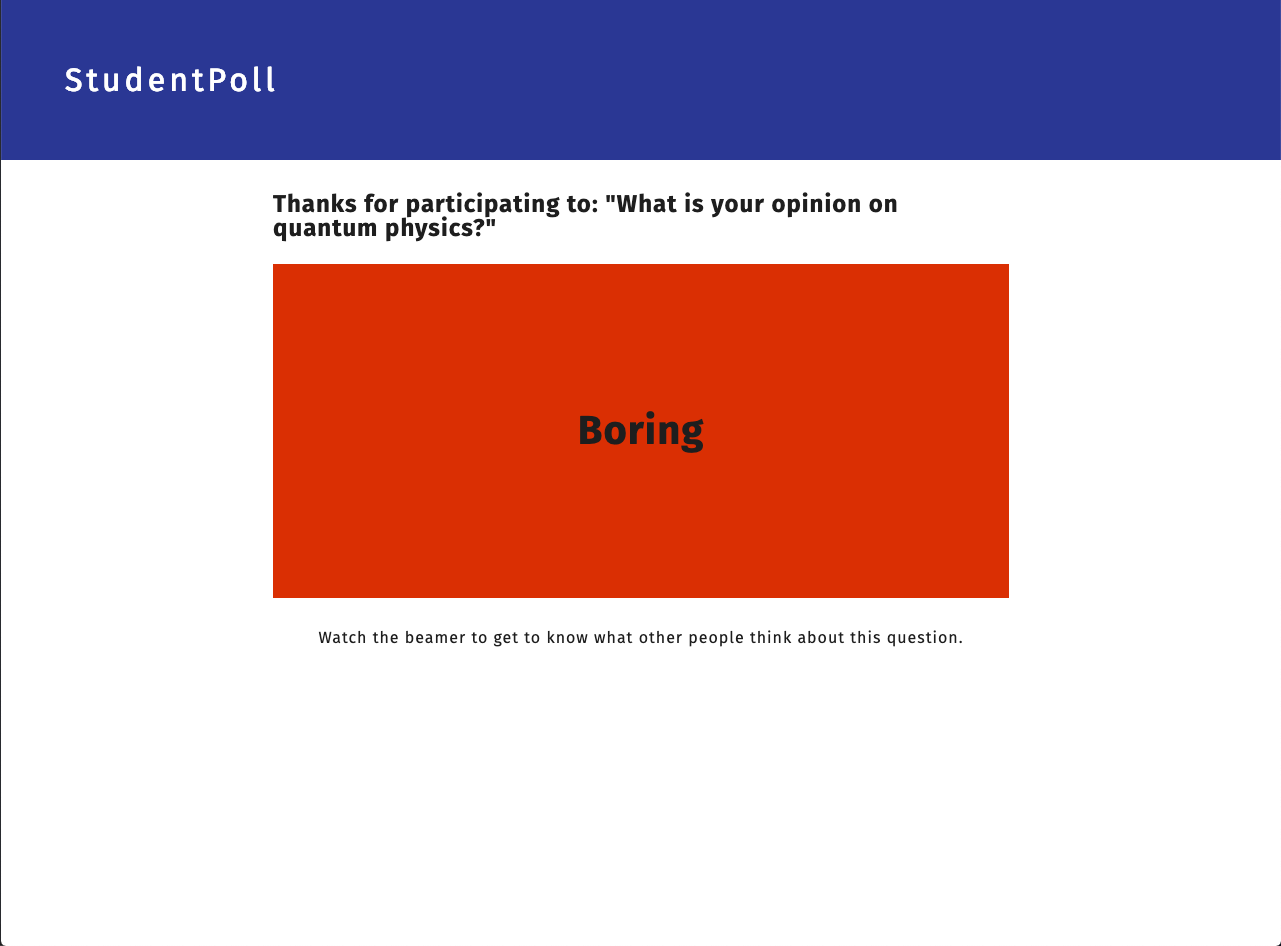 StudentPoll
Thanks for participating to: "What is your opinion on
quantum physics?"
Boring
Watch the beamer to get to know what other people think about this question.